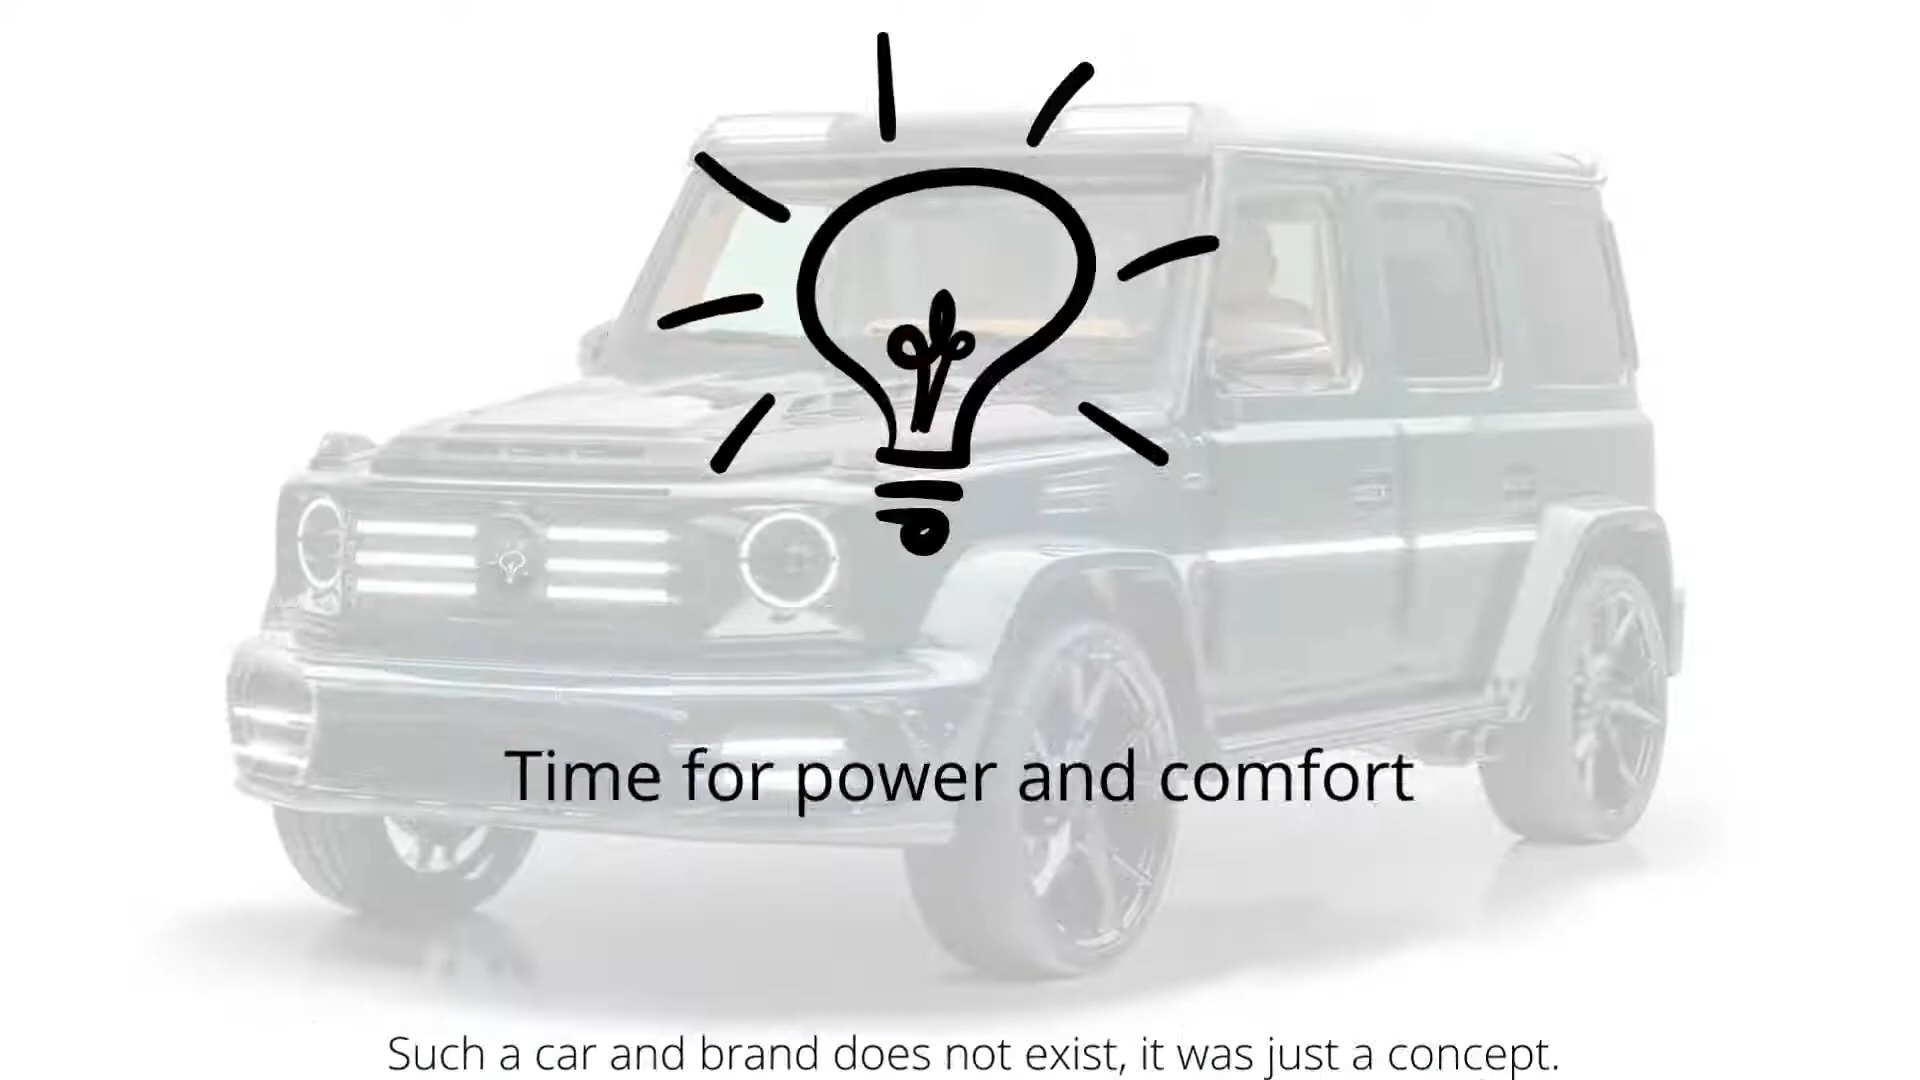 Time for power and comfort
Such a car and brand does not exist, it was just a concept.